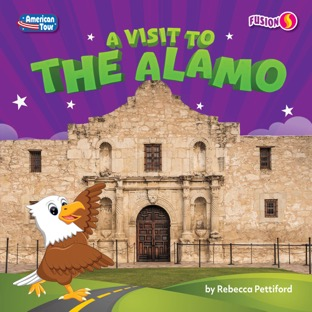 American
Tour
FUSION
A VISIT TO
THE ALAMO
by Rebecca Pettiford